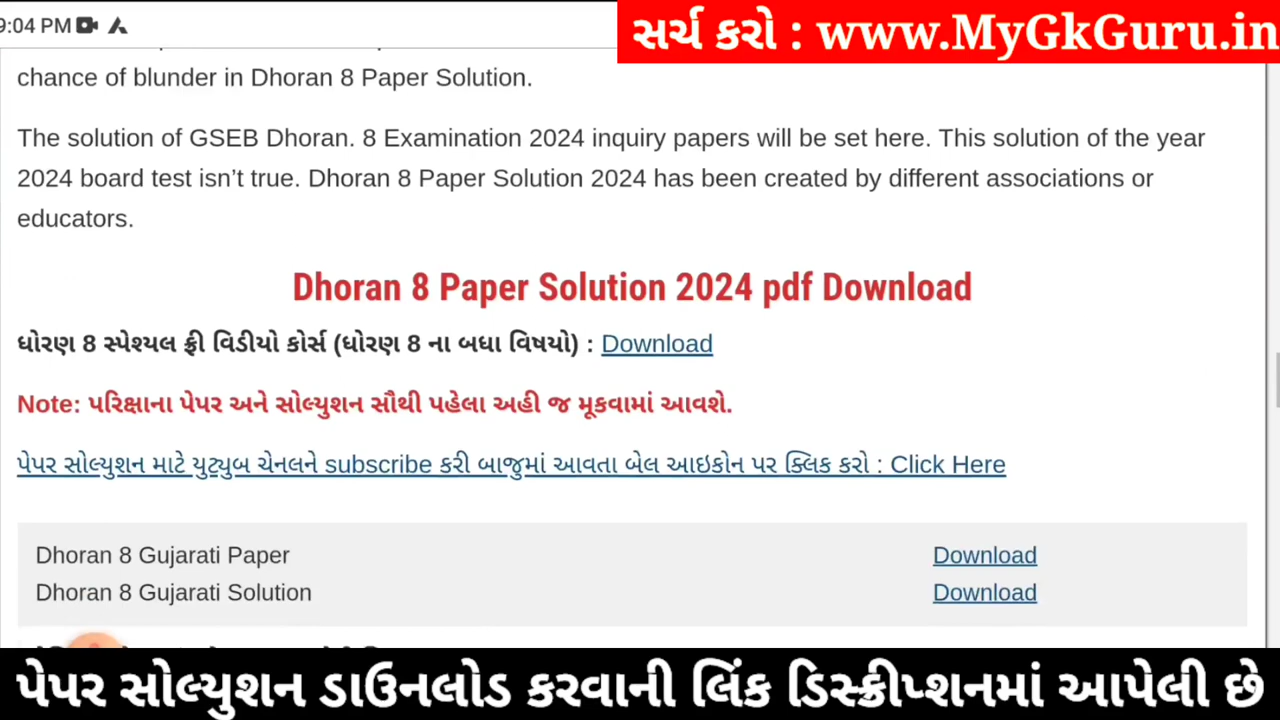 9:04 PM
સર્ચ કરો : www.MyGkGuru.in
chance of blunder in Dhoran 8 Paper Solution.
The solution of GSEB Dhoran. 8 Examination 2024 inquiry papers will be set here. This solution of the year
2024 board test isn’t true. Dhoran 8 Paper Solution 2024 has been created by different associations or
educators.
Dhoran 8 Paper Solution 2024 pdf Download
ધોરણ 8 સ્પેશ્યલ ફ્રી વિડીયો કોર્સ (ધોરણ 8 ના બધા વિષયો) : Download
Note: પરિક્ષાના પેપર અને સોલ્યુશન સૌથી પહેલા અહી જ મૂકવામાં આવશે.
પેપર સોલ્યુશન માટે યુટ્યુબ ચેનલને subscribe કરી બાજુમાં આવતા બેલ આઇકોન પર ક્લિક કરો : Click Here
Dhoran 8 Gujarati Paper Download
Dhoran 8 Gujarati Solution Download
પેપર સોલ્યુશન ડાઉનલોડ કરવાની લિંક ડિસ્ક્રીપ્શનમાં આપેલી છે